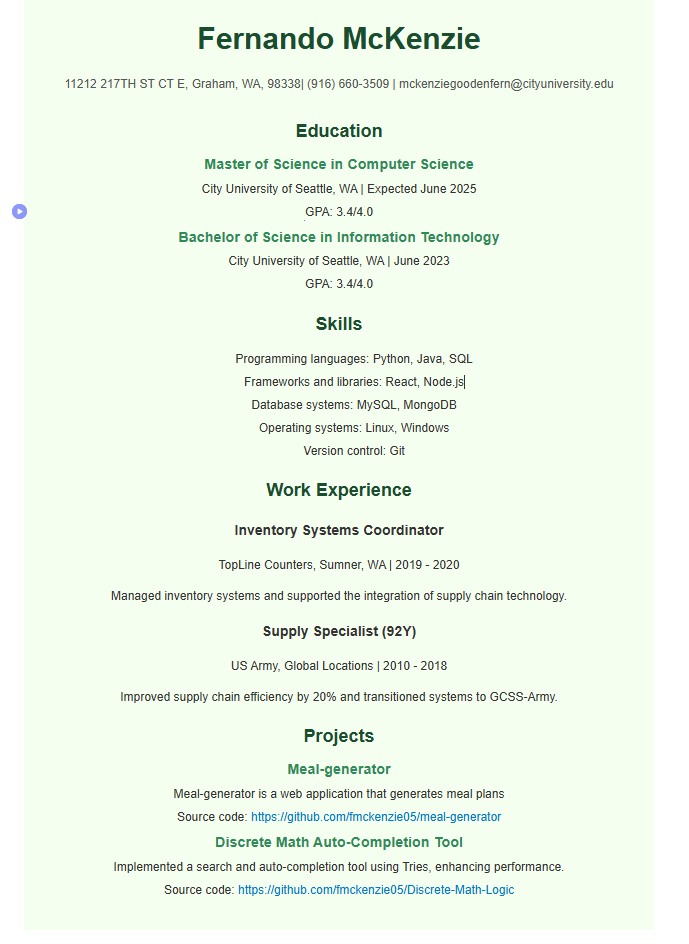 Fernando McKenzie
11212 217TH ST CT E, Graham, WA, 98338| (916) 660-3509 | mckenziegoodenfern@cityuniversity.edu
Education
Master of Science in Computer Science
City University of Seattle, WA | Expected June 2025
GPA: 3.4/4.0
Bachelor of Science in Information Technology
City University of Seattle, WA | June 2023
GPA: 3.4/4.0
Skills
Programming languages: Python, Java, SQL
Frameworks and libraries: React, Node.js
Database systems: MySQL, MongoDB
Operating systems: Linux, Windows
Version control: Git
Work Experience
Inventory Systems Coordinator
TopLine Counters, Sumner, WA | 2019 - 2020
Managed inventory systems and supported the integration of supply chain technology.
Supply Specialist (92Y)
US Army, Global Locations | 2010 - 2018
Improved supply chain efficiency by 20% and transitioned systems to GCSS-Army.
Projects
Meal-generator
Meal-generator is a web application that generates meal plans
Source code: https://github.com/fmckenzie05/meal-generator
Discrete Math Auto-Completion Tool
Implemented a search and auto-completion tool using Tries, enhancing performance.
Source code: https://github.com/fmckenzie05/Discrete-Math-Logic